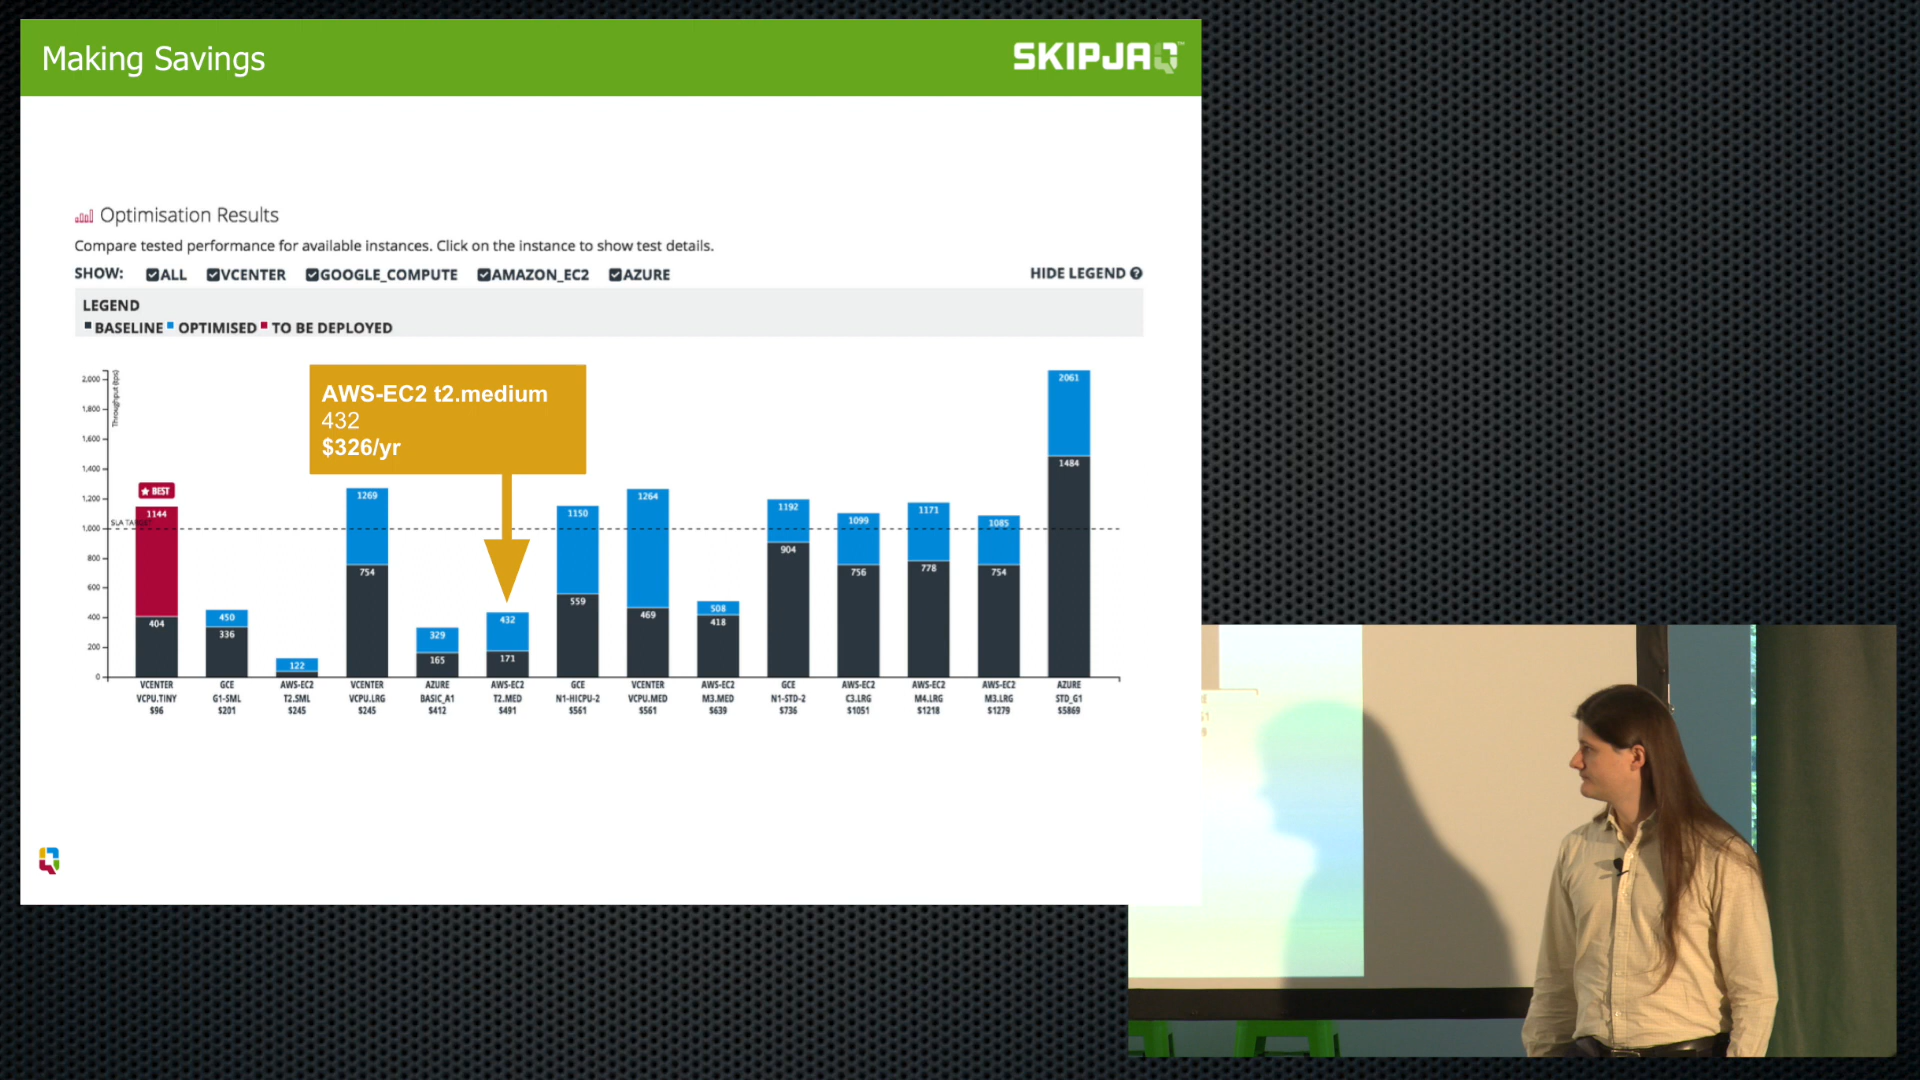 Making Savings
SKIPJAQ™
Optimisation Results
Compare tested performance for available instances. Click on the instance to show test details.
SHOW: ALL VCENTER GOOGLE_COMPUTE AMAZON_EC2 AZURE
HIDE LEGEND ?
LEGEND
BASELINE OPTIMISED TO BE DEPLOYED
AWS-EC2 t2.medium
432
$326/yr
Throughput (tps)
2,000
1,800
1,600
1,400
1,200
1,000
800
600
400
200
0
SLA TARGET
BEST
1144
404
450
336
122
1269
754
329
165
432
171
1150
559
1264
469
508
418
1192
904
1099
756
1171
778
1085
754
2061
1484
VCENTER
VCPU.TINY
$96
GCE
G1-SML
$201
AWS-EC2
T2.SML
$245
VCENTER
VCPU.LRG
$245
AZURE
BASIC_A1
$412
AWS-EC2
T2.MED
$491
GCE
N1-HICPU-2
$561
VCENTER
VCPU.MED
$561
AWS-EC2
M3.MED
$639
GCE
N1-STD-2
$736
AWS-EC2
C3.LRG
$1051
AWS-EC2
M4.LRG
$1218
AWS-EC2
M3.LRG
$1279
AZURE
STD_G1
$5869